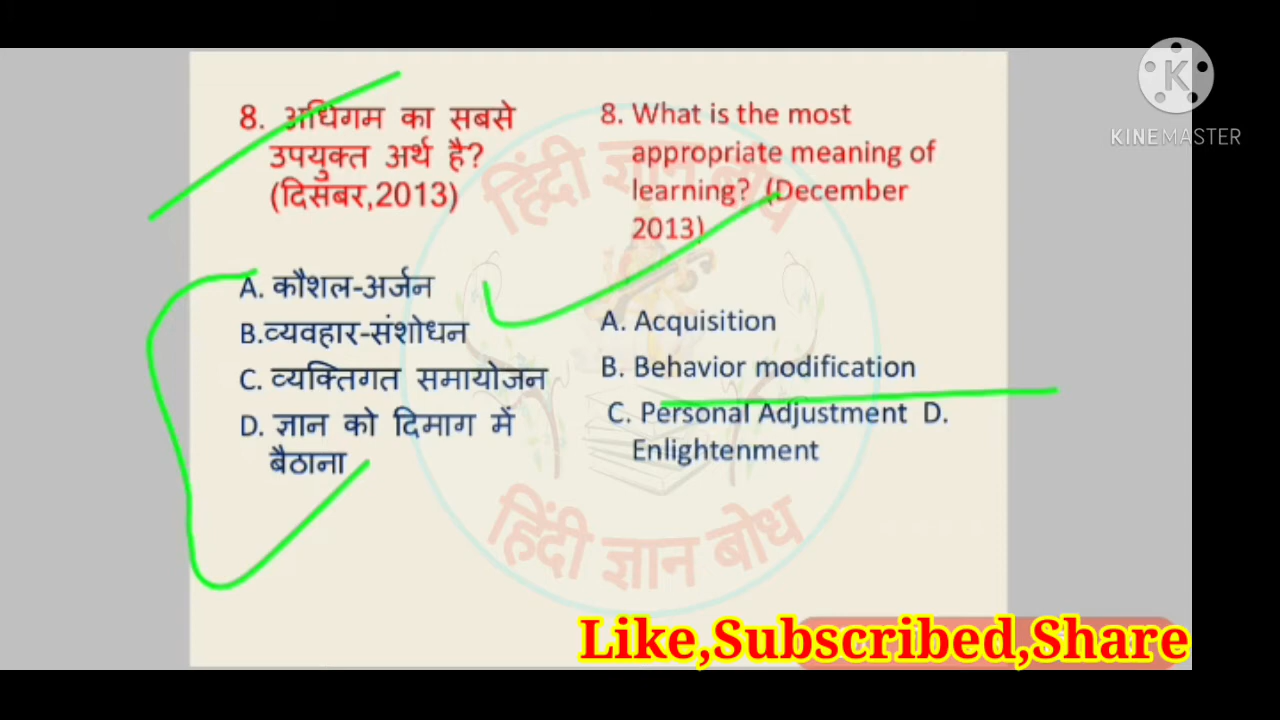 8. अधिगम का सबसे
उपयुक्त अर्थ है?
(दिसंबर,2013)
A. कौशल-अर्जन
B.व्यवहार-संशोधन
C. व्यक्तिगत समायोजन
D. ज्ञान को दिमाग में
बैठाना
8. What is the most
appropriate meaning of
learning? (December
2013)
A. Acquisition
B. Behavior modification
C. Personal Adjustment D.
Enlightenment
हिंदी ज्ञान बोध
हिंदी ज्ञान बोध
K
KINEMASTER
Like,Subscribed,Share